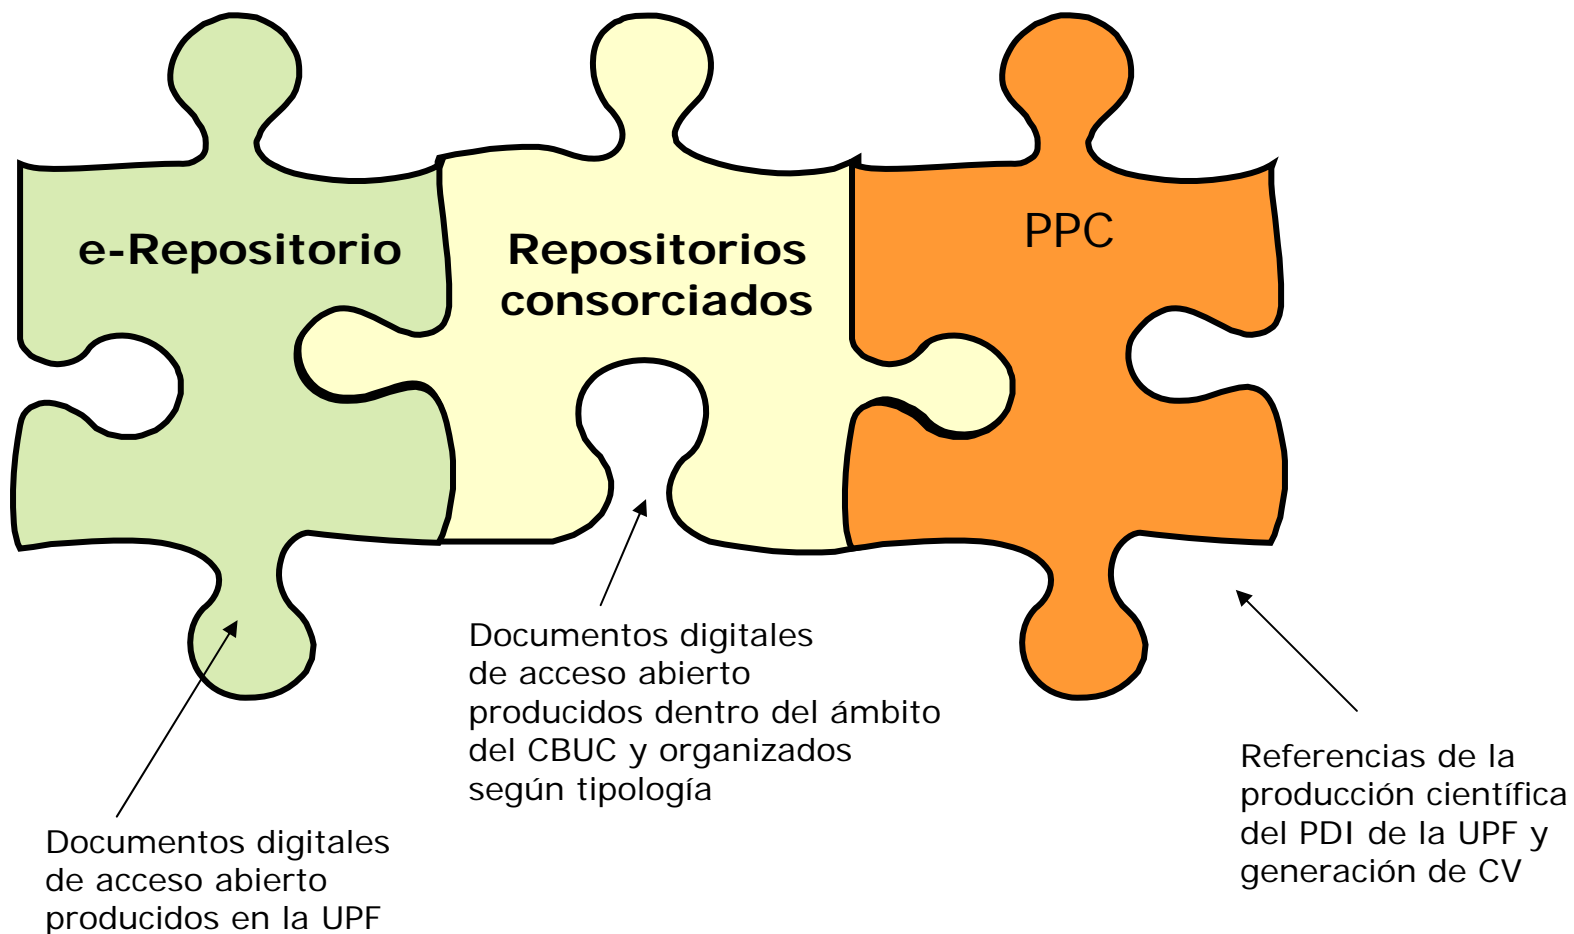 e-Repositorio
Repositorios
consorciados
PPC
Documentos digitales
de acceso abierto
producidos dentro del ámbito
del CBUC y organizados
según tipología
Referencias de la
producción científica
del PDI de la UPF y
generación de CV
Documentos digitales
de acceso abierto
producidos en la UPF